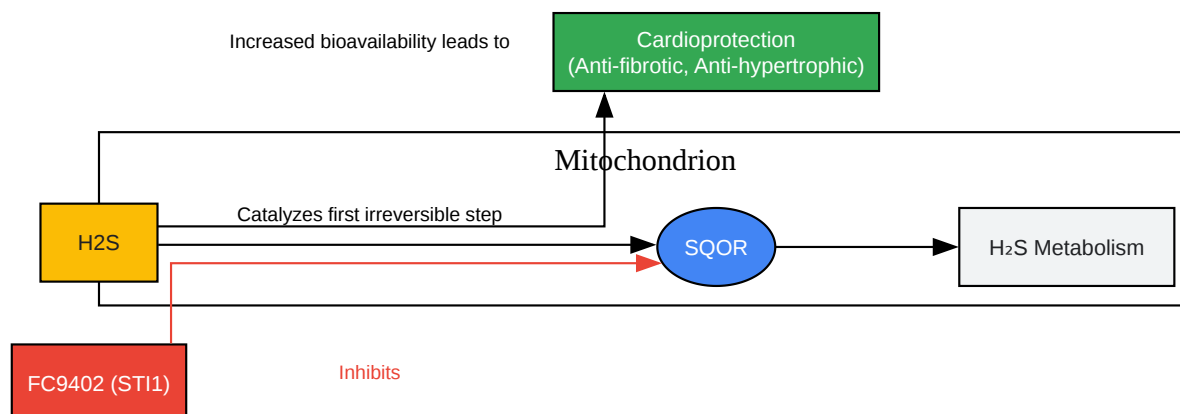 Increased bioavailability leads to
Cardioprotection
(Anti-fibrotic, Anti-hypertrophic)
Mitochondrion
Catalyzes first irreversible step
H2S
SQOR
H₂S Metabolism
Inhibits
FC9402 (STI1)